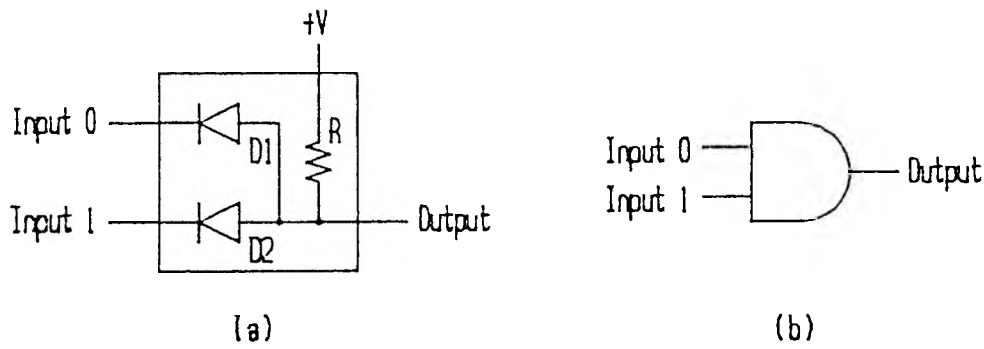 +V
Input 0
D1
R
Input 1
D2
Output
(a)
Input 0
Input 1
Output
(b)